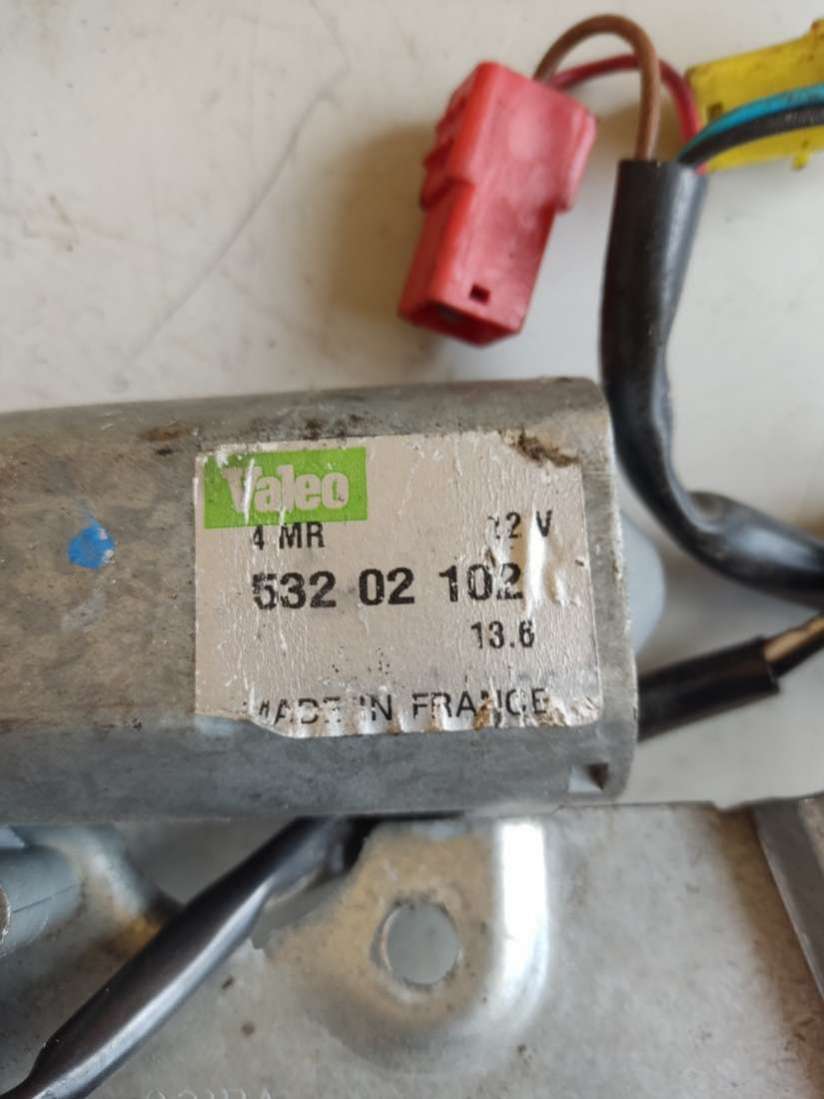 Valeo
4 MR 12 V
532 02 102
13.6
MADE IN FRANCE